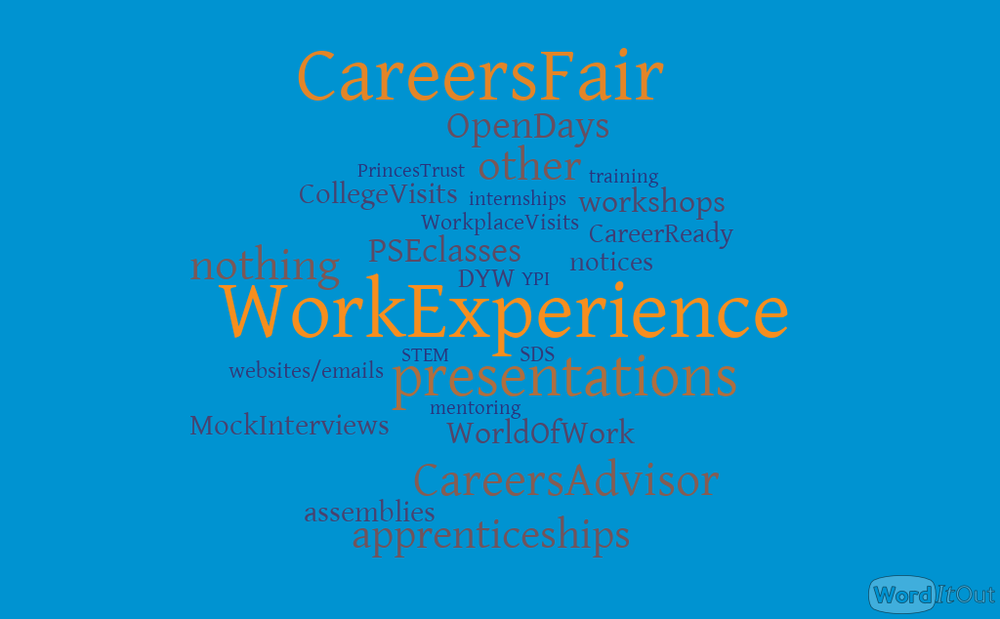 CareersFair
OpenDays
other
PrincesTrust
training
CollegeVisits
internships
workshops
WorkplaceVisits
CareerReady
PSEclasses
nothing
notices
DYW
YPI
WorkExperience
STEM
SDS
websites/emails
presentations
mentoring
MockInterviews
WorldOfWork
CareersAdvisor
assemblies
apprenticeships
WordItOut